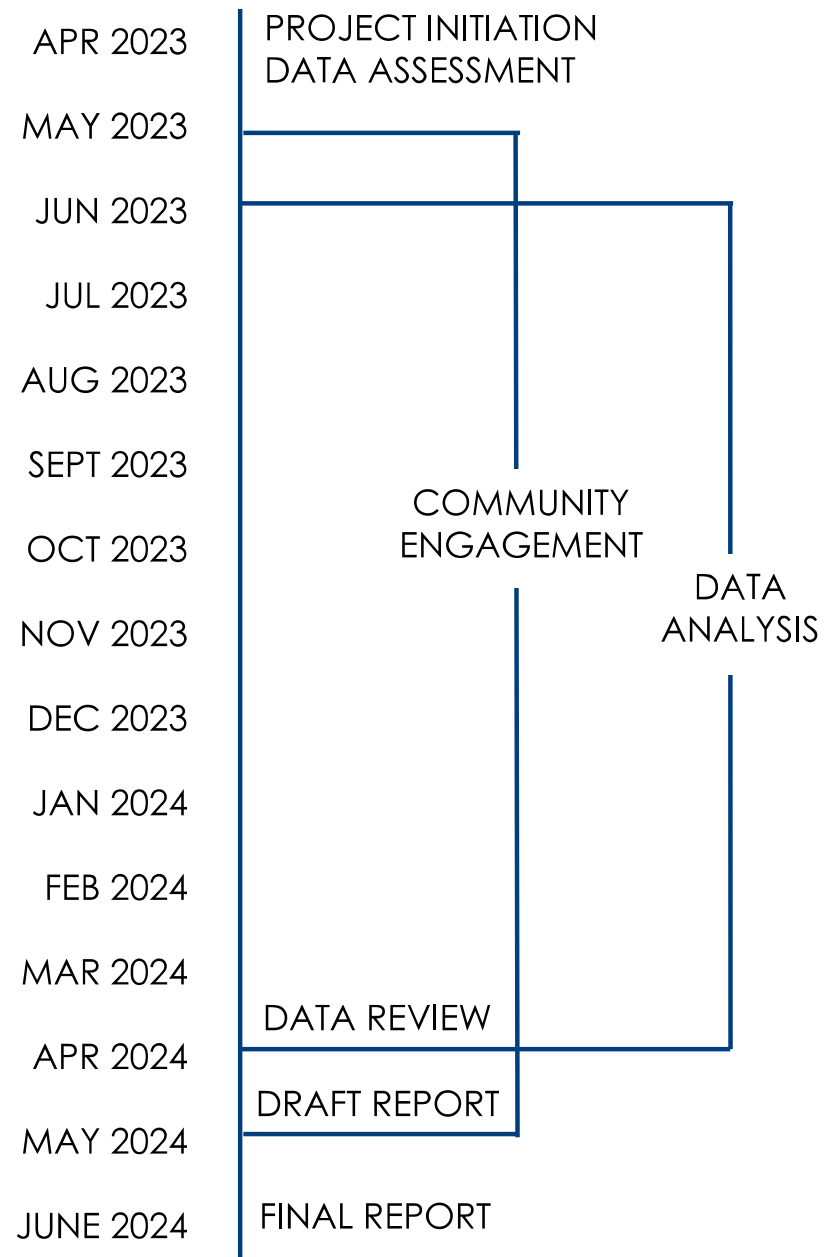 APR 2023
PROJECT INITIATION
DATA ASSESSMENT
MAY 2023
JUN 2023
JUL 2023
AUG 2023
SEPT 2023
COMMUNITY
ENGAGEMENT
OCT 2023
DATA
ANALYSIS
NOV 2023
DEC 2023
JAN 2024
FEB 2024
MAR 2024
DATA REVIEW
APR 2024
DRAFT REPORT
MAY 2024
JUNE 2024
FINAL REPORT